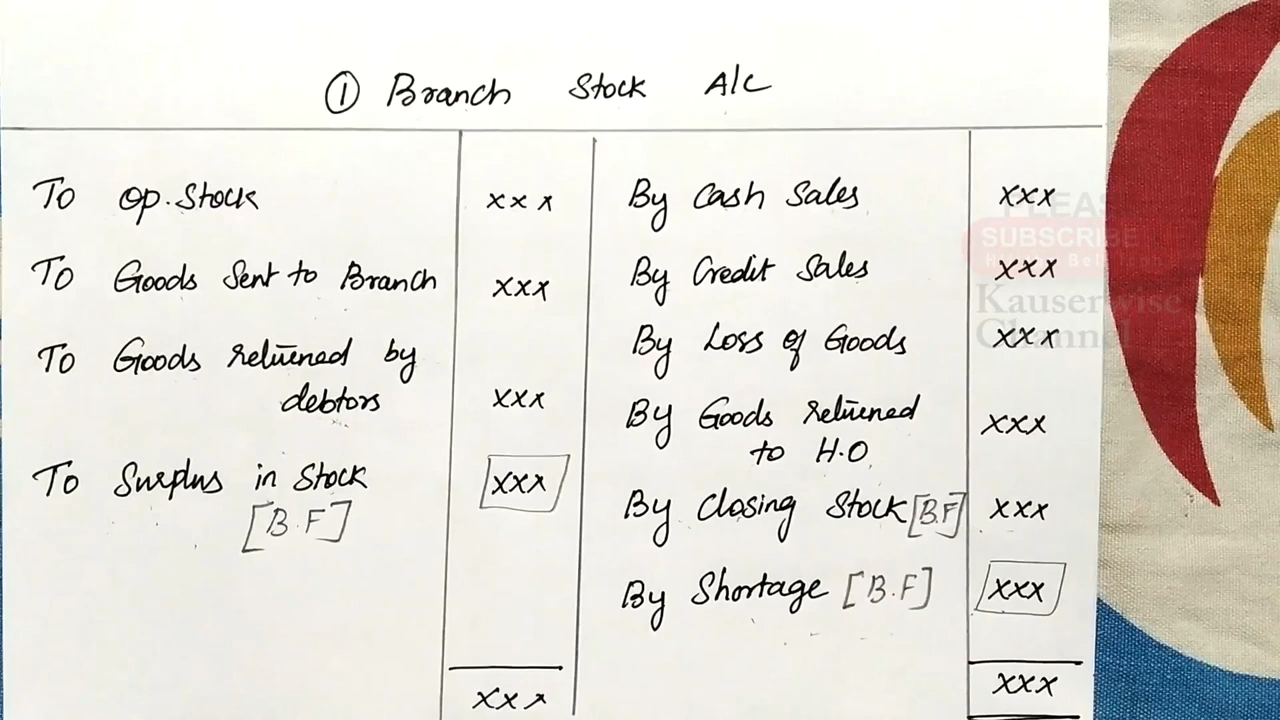 ① Branch Stock A/c
To Op. Stock xxx By Cash Sales xxx
To Goods Sent to Branch xxx By Credit Sales xxx
To Goods returned by xxx By Loss of Goods xxx
debtors
By Goods returned xxx
to H.O
To Surplus in Stock xxx
[B.F]
By Closing Stock [B.F] xxx
By Shortage [B.F] xxx
xxx xxx
PLEASE
SUBSCRIBE
Kauserwise
Channel